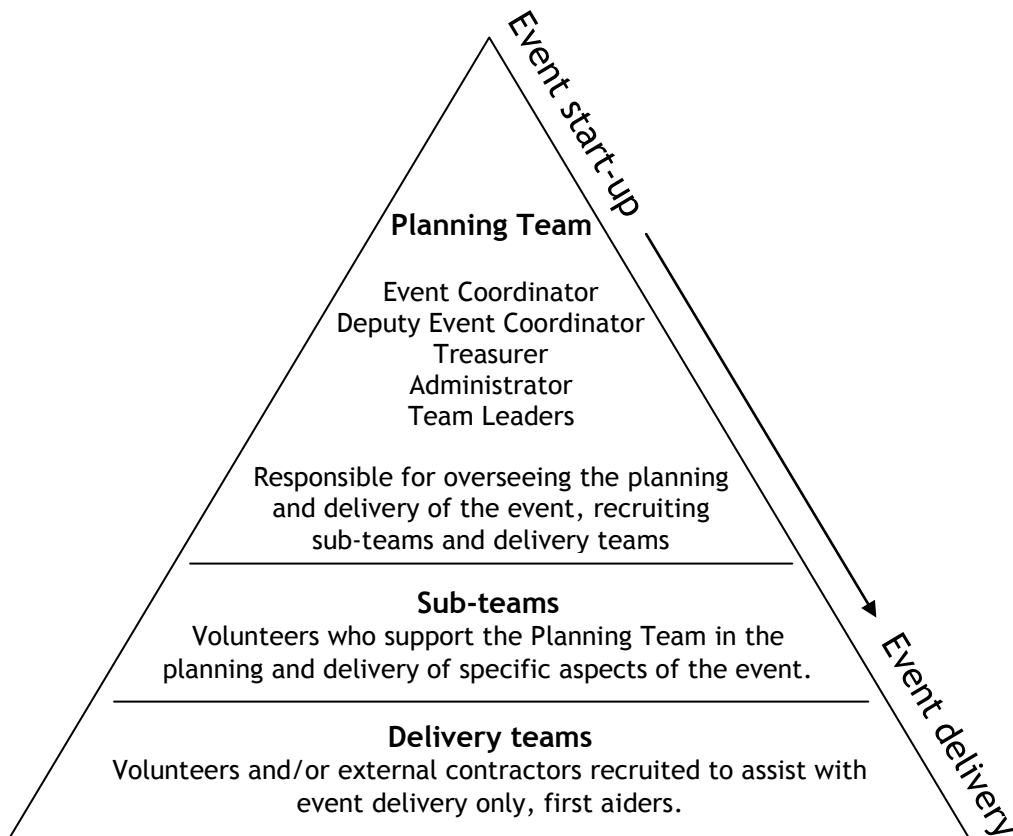 Event start-up
Planning Team
Event Coordinator
Deputy Event Coordinator
Treasurer
Administrator
Team Leaders
Responsible for overseeing the planning
and delivery of the event, recruiting
sub-teams and delivery teams
Sub-teams
Volunteers who support the Planning Team in the
planning and delivery of specific aspects of the event.
Event delivery
Delivery teams
Volunteers and/or external contractors recruited to assist with
event delivery only, first aiders.